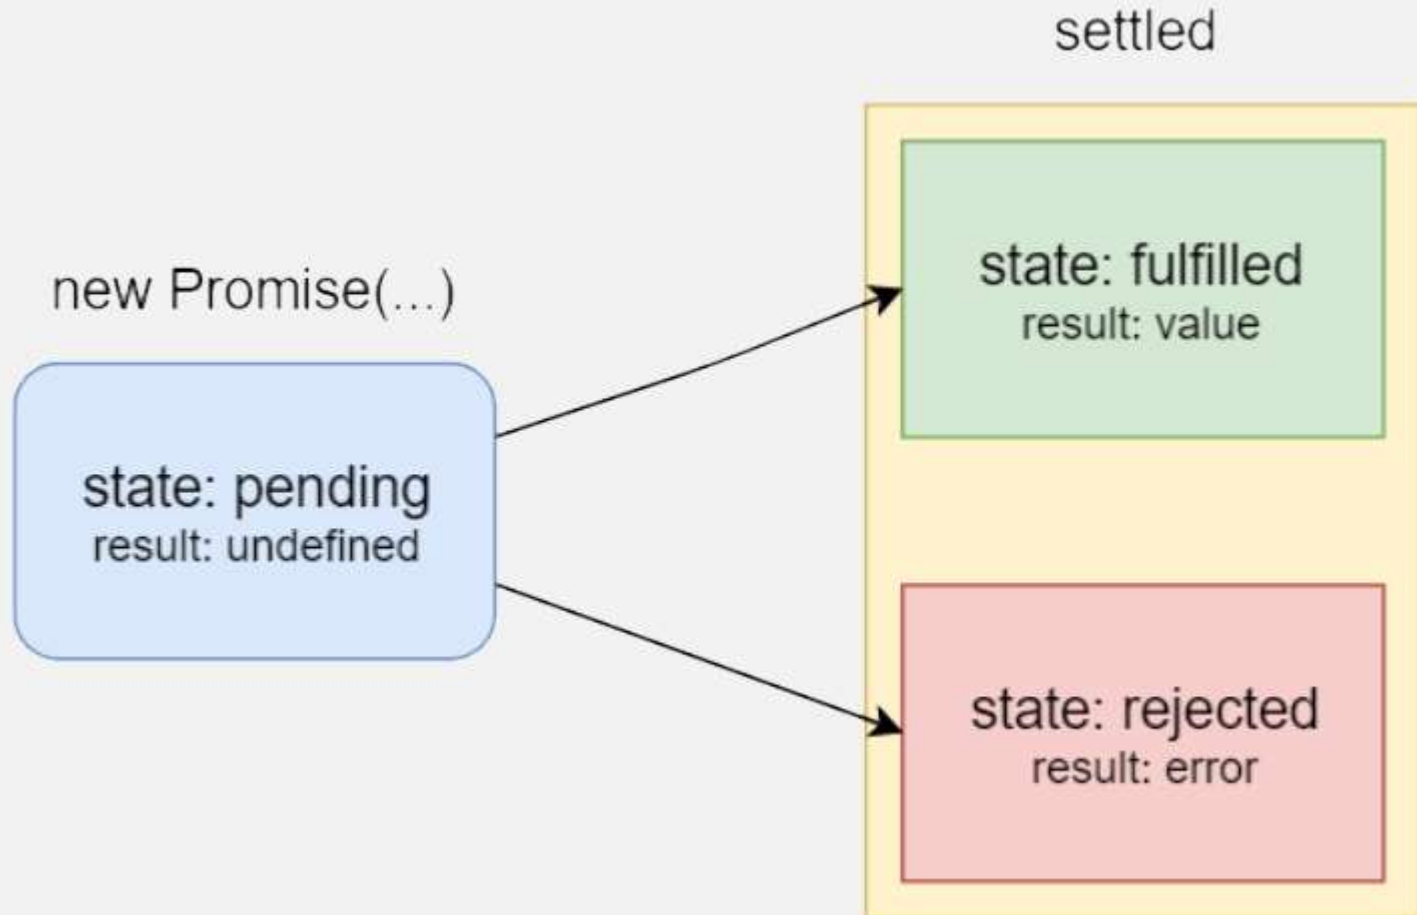 settled
new Promise(...)
state: pending
result: undefined
state: fulfilled
result: value
state: rejected
result: error